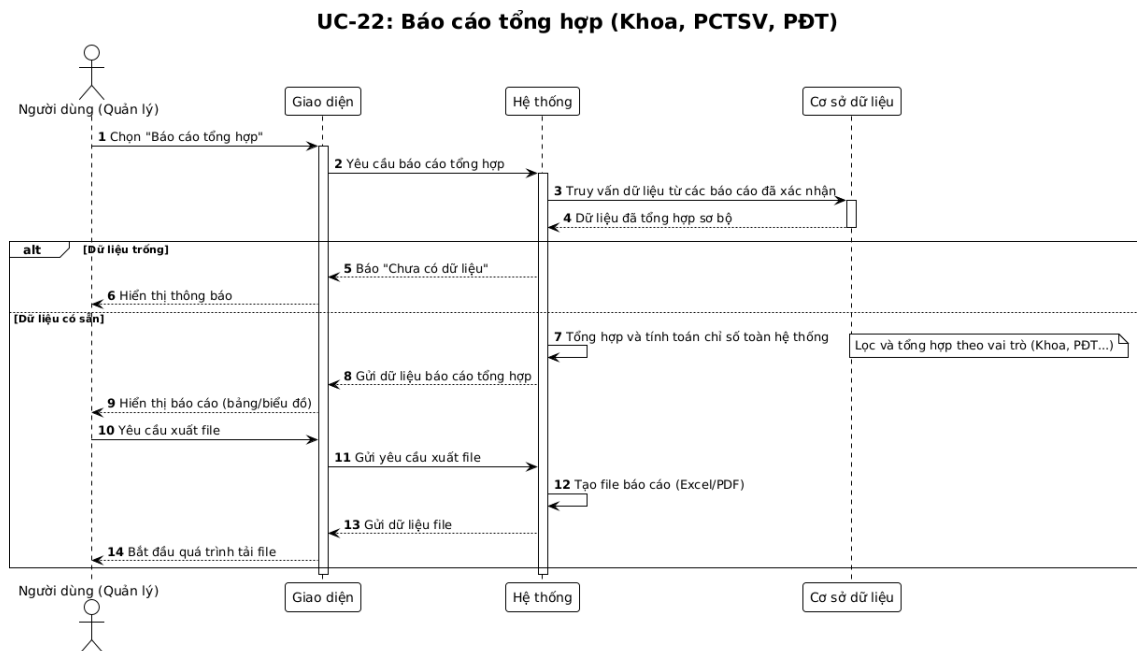 UC-22: Báo cáo tổng hợp (Khoa, PCTSV, PĐT)
Người dùng (Quản lý)
Giao diện
Hệ thống
Cơ sở dữ liệu
1 Chọn "Báo cáo tổng hợp"
2 Yêu cầu báo cáo tổng hợp
3 Truy vấn dữ liệu từ các báo cáo đã xác nhận
4 Dữ liệu đã tổng hợp sơ bộ
alt [Dữ liệu trống]
5 Báo "Chưa có dữ liệu"
6 Hiển thị thông báo
[Dữ liệu có sẵn]
7 Tổng hợp và tính toán chỉ số toàn hệ thống
Lọc và tổng hợp theo vai trò (Khoa, PĐT...)
8 Gửi dữ liệu báo cáo tổng hợp
9 Hiển thị báo cáo (bảng/biểu đồ)
10 Yêu cầu xuất file
11 Gửi yêu cầu xuất file
12 Tạo file báo cáo (Excel/PDF)
13 Gửi dữ liệu file
14 Bắt đầu quá trình tải file
Người dùng (Quản lý)
Giao diện
Hệ thống
Cơ sở dữ liệu